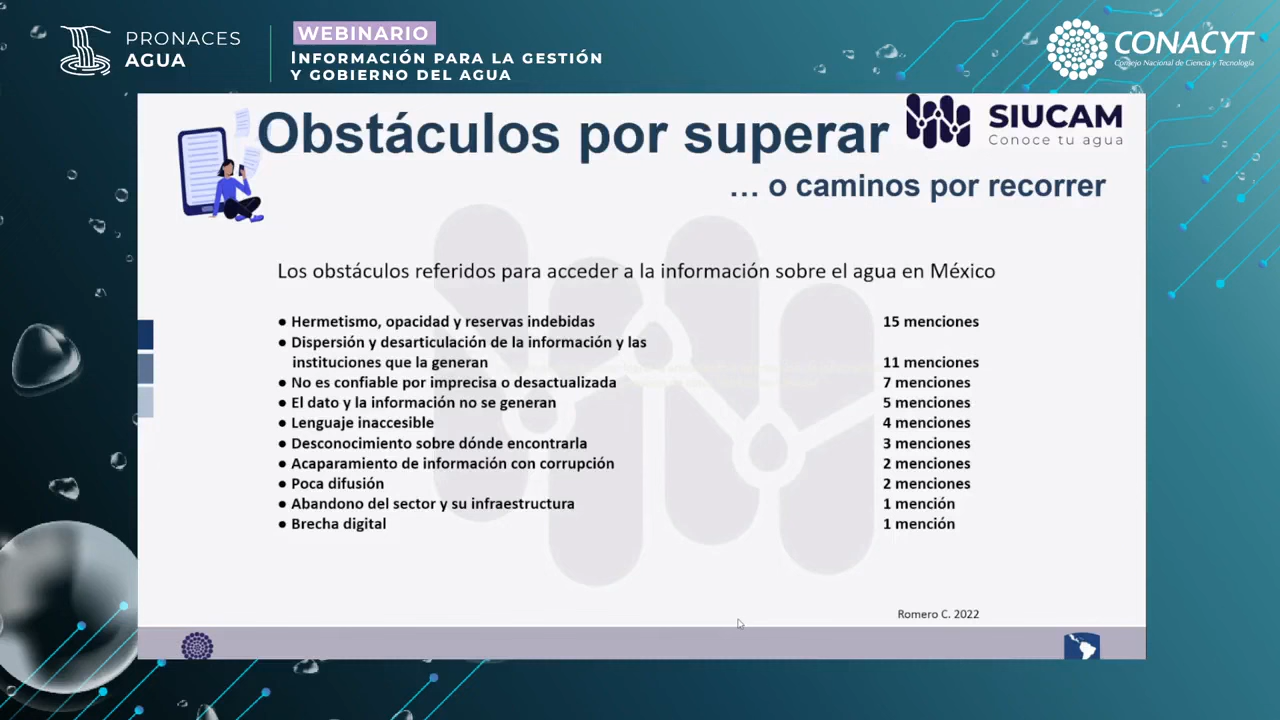 PRONACES
AGUA
WEBINARIO
INFORMACIÓN PARA LA GESTIÓN
Y GOBIERNO DEL AGUA
CONACYT
Consejo Nacional de Ciencia y Tecnología
Obstáculos por superar
SIUCAM
Conoce tu agua
… o caminos por recorrer
Los obstáculos referidos para acceder a la información sobre el agua en México
● Hermetismo, opacidad y reservas indebidas 15 menciones
● Dispersión y desarticulación de la información y las
instituciones que la generan 11 menciones
● No es confiable por imprecisa o desactualizada 7 menciones
● El dato y la información no se generan 5 menciones
● Lenguaje inaccesible 4 menciones
● Desconocimiento sobre dónde encontrarla 3 menciones
● Acaparamiento de información con corrupción 2 menciones
● Poca difusión 2 menciones
● Abandono del sector y su infraestructura 1 mención
● Brecha digital 1 mención
Romero C. 2022